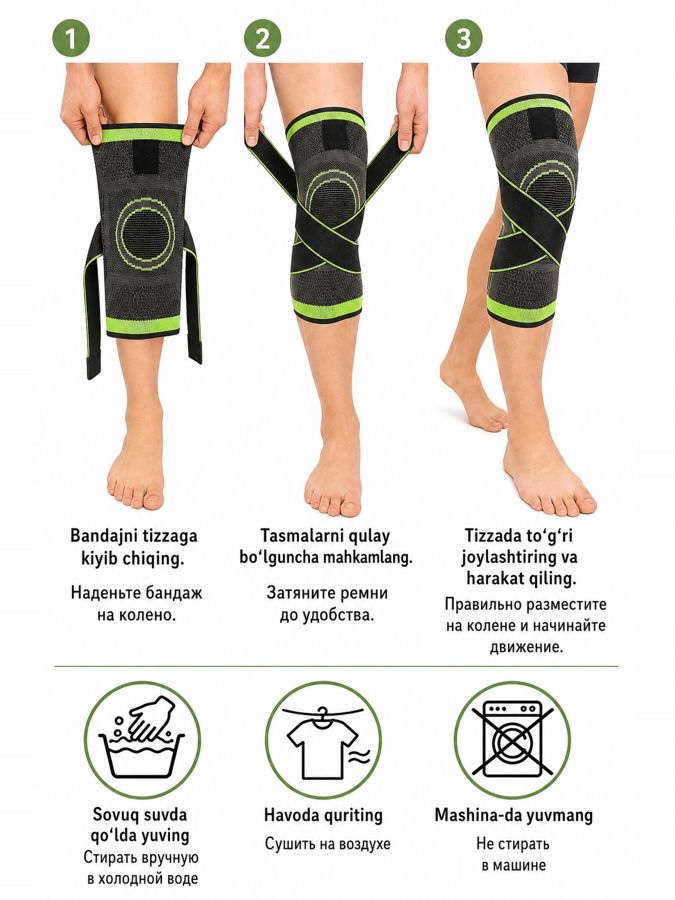 1
2
3
Bandajni tizzaga
kiyib chiqing.
Наденьте бандаж
на колено.
Tasmalarni qulay
bo‘lguncha mahkamlang.
Затяните ремни
до удобства.
Tizzada to‘g‘ri
joylashtiring va
harakat qiling.
Правильно разместите
на колене и начинайте
движение.
Sovuq suvda
qo‘lda yuving
Стирать вручную
в холодной воде
Havoda quriting
Сушить на воздухе
Mashina-da yuvmang
Не стирать
в машине